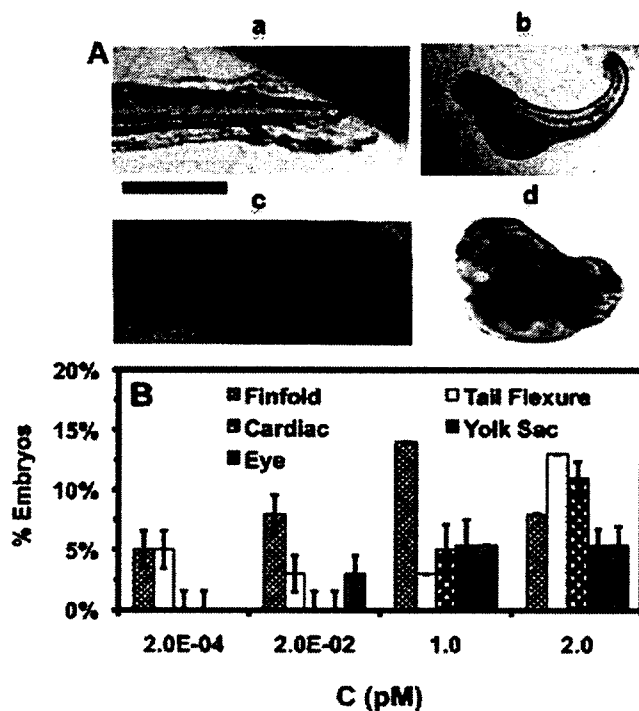 a
b
A
c
d
20%
B
Finfold
Tail Flexure
Cardiac
Yolk Sac
Eye
15%
% Embryos
10%
5%
0%
2.0E-04
2.0E-02
1.0
2.0
C (pM)